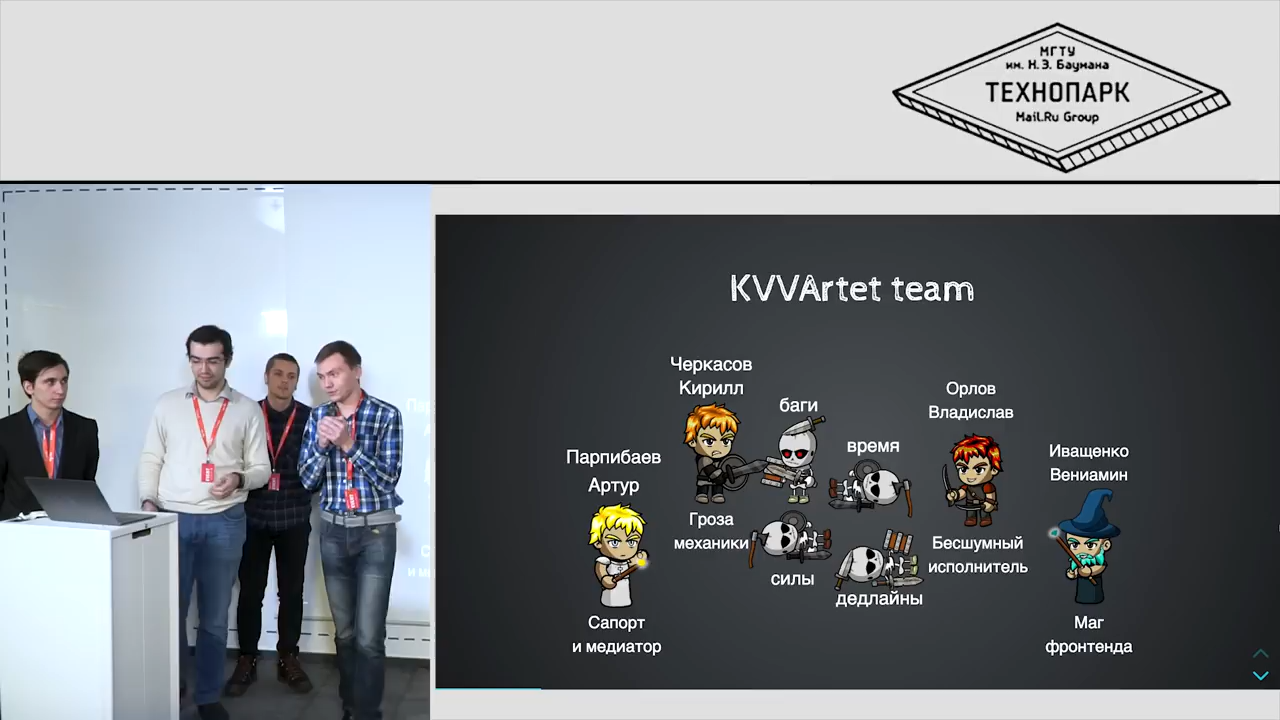 МГТУ
им. Н.Э. Баумана
ТЕХНОПАРК
Mail.Ru Group
KVVArtet team
Черкасов
Кирилл
баги
Орлов
Владислав
время
Парпибаев
Артур
Иващенко
Вениамин
Гроза
механики
силы
дедлайны
Бесшумный
исполнитель
Сапорт
и медиатор
Маг
фронтенда